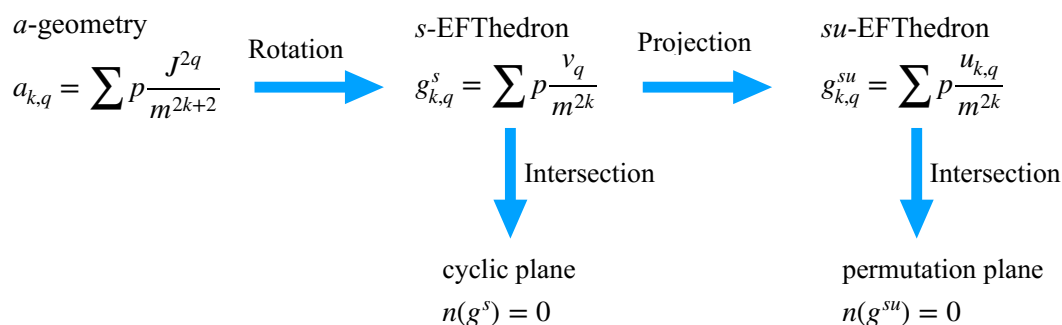 a-geometry
a_{k,q} = ∑ p J^{2q} / m^{2k+2}
Rotation
s-EFThedron
g^s_{k,q} = ∑ p v_q / m^{2k}
Projection
su-EFThedron
g^{su}_{k,q} = ∑ p u_{k,q} / m^{2k}
Intersection
Intersection
cyclic plane
n(g^s) = 0
permutation plane
n(g^{su}) = 0